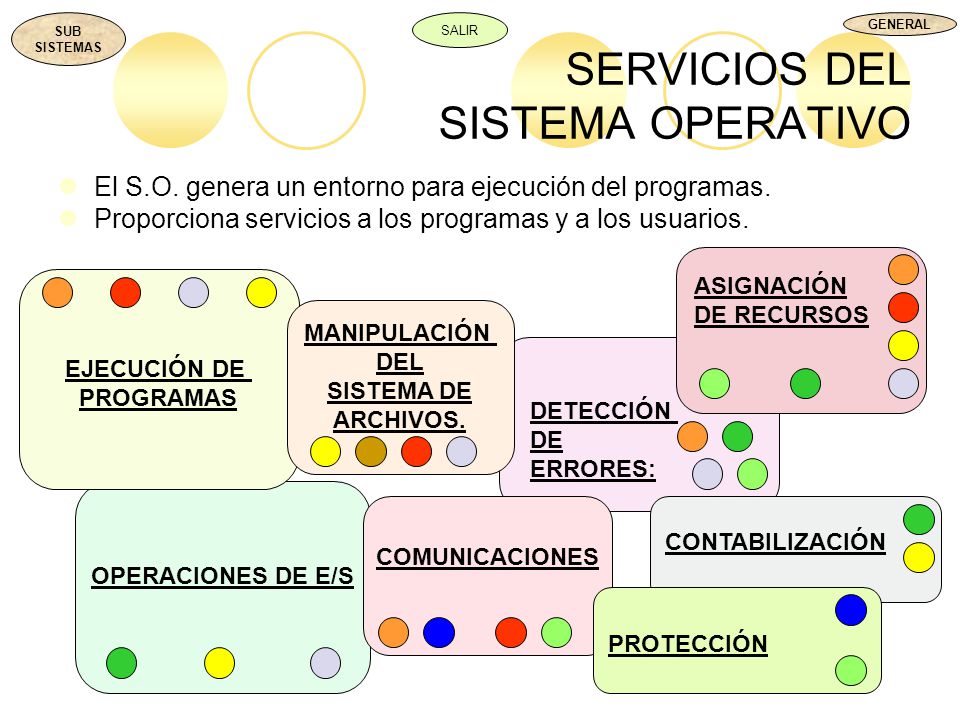 SUB
SISTEMAS
SALIR
GENERAL
SERVICIOS DEL
SISTEMA OPERATIVO
El S.O. genera un entorno para ejecución del programas.
Proporciona servicios a los programas y a los usuarios.
EJECUCIÓN DE
PROGRAMAS
MANIPULACIÓN
DEL
SISTEMA DE
ARCHIVOS.
DETECCIÓN
DE
ERRORES:
ASIGNACIÓN
DE RECURSOS
OPERACIONES DE E/S
COMUNICACIONES
CONTABILIZACIÓN
PROTECCIÓN